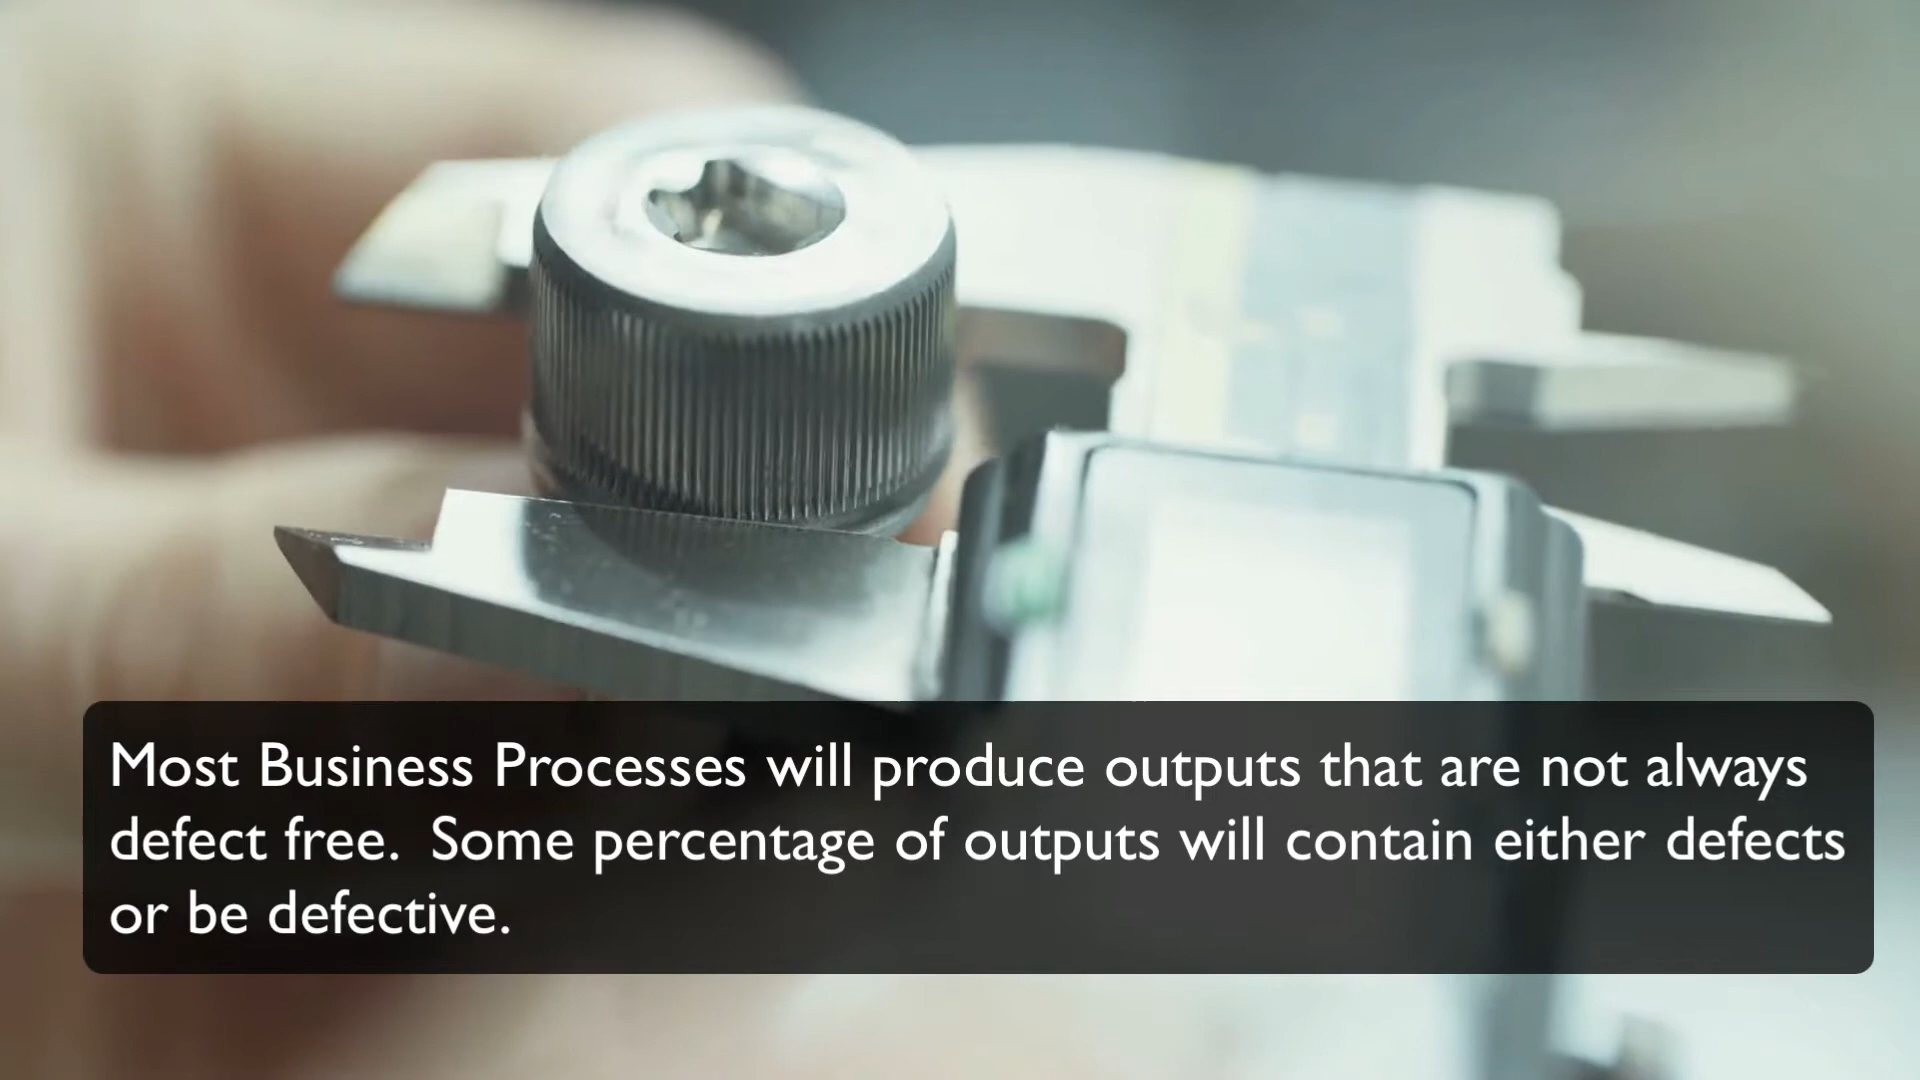 Most Business Processes will produce outputs that are not always
defect free.  Some percentage of outputs will contain either defects
or be defective.